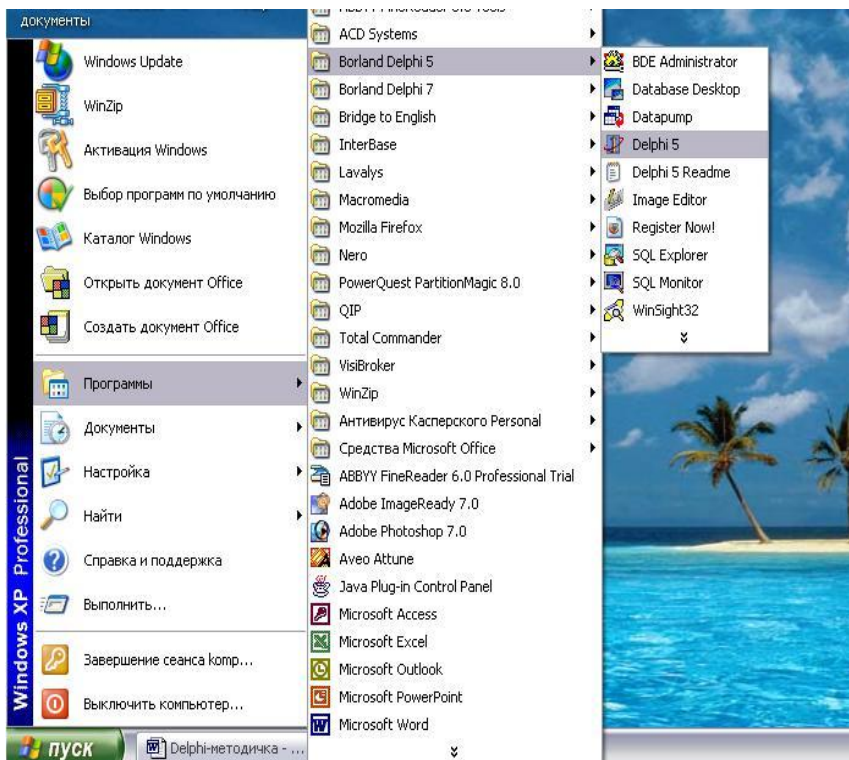 документы
Windows Update
WinZip
Активация Windows
Выбор программ по умолчанию
Каталог Windows
Открыть документ Office
Создать документ Office
Программы
Документы
Настройка
Найти
Справка и поддержка
Выполнить...
Завершение сеанса komp...
Выключить компьютер...
Windows XP Professional
ACD Systems
Borland Delphi 5
Borland Delphi 7
Bridge to English
InterBase
Lavalys
Macromedia
Mozilla Firefox
Nero
PowerQuest PartitionMagic 8.0
QIP
Total Commander
VisiBroker
WinZip
Антивирус Касперского Personal
Средства Microsoft Office
ABBYY FineReader 6.0 Professional Trial
Adobe ImageReady 7.0
Adobe Photoshop 7.0
Aveo Attune
Java Plug-in Control Panel
Microsoft Access
Microsoft Excel
Microsoft Outlook
Microsoft PowerPoint
Microsoft Word
BDE Administrator
Database Desktop
Datapump
Delphi 5
Delphi 5 Readme
Image Editor
Register Now!
SQL Explorer
SQL Monitor
WinSight32
пуск
Delphi-методичка - ...